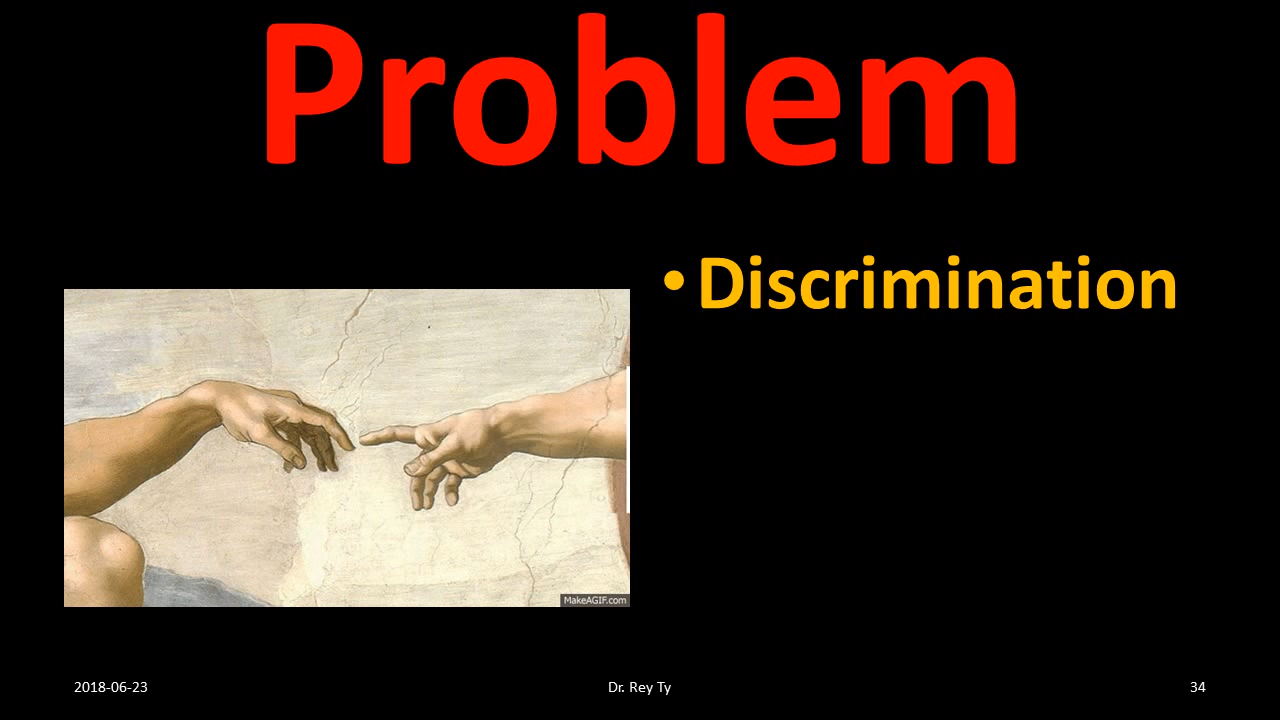 Problem
• Discrimination
MakeAGIF.com
2018-06-23
Dr. Rey Ty
34